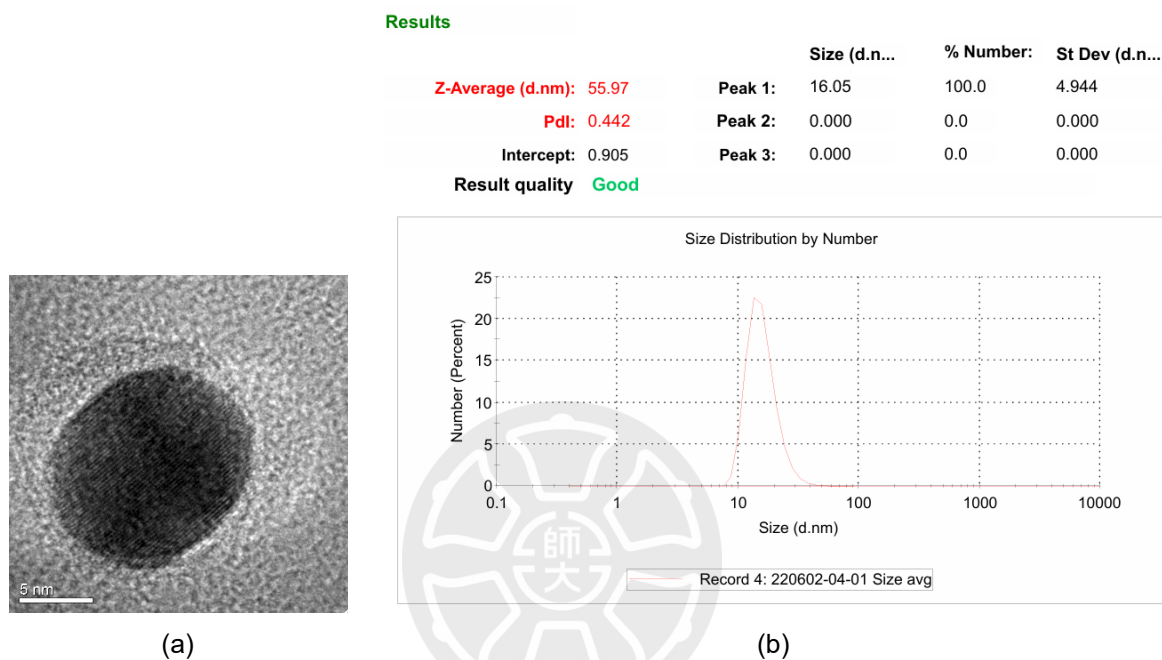 Results
Size (d.n... % Number: St Dev (d.n...
Z-Average (d.nm): 55.97 Peak 1: 16.05 100.0 4.944
PdI: 0.442 Peak 2: 0.000 0.0 0.000
Intercept: 0.905 Peak 3: 0.000 0.0 0.000
Result quality Good
Size Distribution by Number
Number (Percent)
25
20
15
10
5
0
0.1 1 10 100 1000 10000
Size (d.nm)
師大
Record 4: 220602-04-01 Size avg
5 nm
(a) (b)